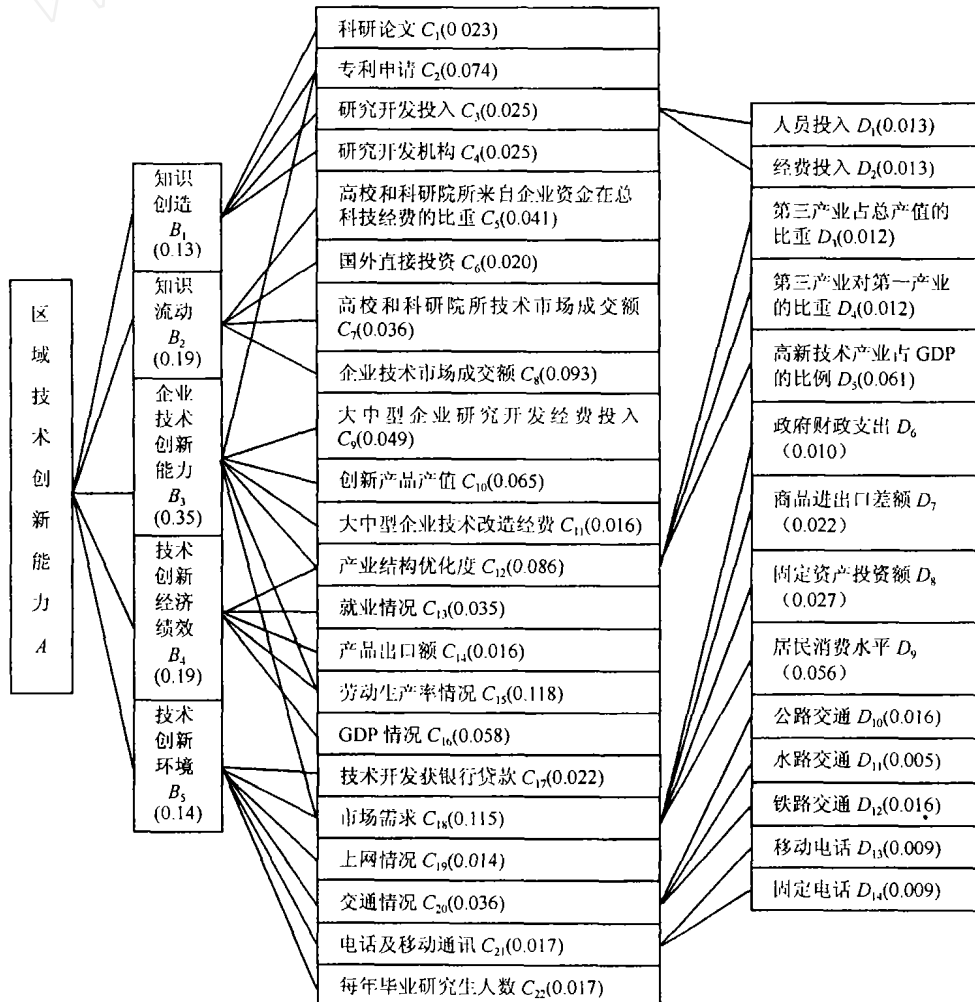 区
域
技
术
创
新
能
力
A
知识
创造
B₁
(0.13)
知识
流动
B₂
(0.19)
企业
技术
创新
能力
B₃
(0.35)
技术
创新
经济
绩效
B₄
(0.19)
技术
创新
环境
B₅
(0.14)
科研论文 C₁(0 023)
专利申请 C₂(0.074)
研究开发投入 C₃(0.025)
研究开发机构 C₄(0.025)
高校和科研院所来自企业资金在总
科技经费的比重 C₅(0.041)
国外直接投资 C₆(0.020)
高校和科研院所技术市场成交额
C₇(0.036)
企业技术市场成交额 C₈(0.093)
大中型企业研究开发经费投入
C₉(0.049)
创新产品产值 C₁₀(0.065)
大中型企业技术改造经费 C₁₁(0.016)
产业结构优化度 C₁₂(0.086)
就业情况 C₁₃(0.035)
产品出口额 C₁₄(0.016)
劳动生产率情况 C₁₅(0.118)
GDP 情况 C₁₆(0.058)
技术开发获银行贷款 C₁₇(0.022)
市场需求 C₁₈(0.115)
上网情况 C₁₉(0.014)
交通情况 C₂₀(0.036)
电话及移动通讯 C₂₁(0.017)
每年毕业研究生人数 C₂₂(0.017)
人员投入 D₁(0.013)
经费投入 D₂(0.013)
第三产业占总产值的
比重 D₃(0.012)
第三产业对第一产业
的比重 D₄(0.012)
高新技术产业占 GDP
的比例 D₅(0.061)
政府财政支出 D₆
（0.010）
商品进出口差额 D₇
（0.022）
固定资产投资额 D₈
（0.027）
居民消费水平 D₉
（0.056）
公路交通 D₁₀(0.016)
水路交通 D₁₁(0.005)
铁路交通 D₁₂(0.016)
移动电话 D₁₃(0.009)
固定电话 D₁₄(0.009)